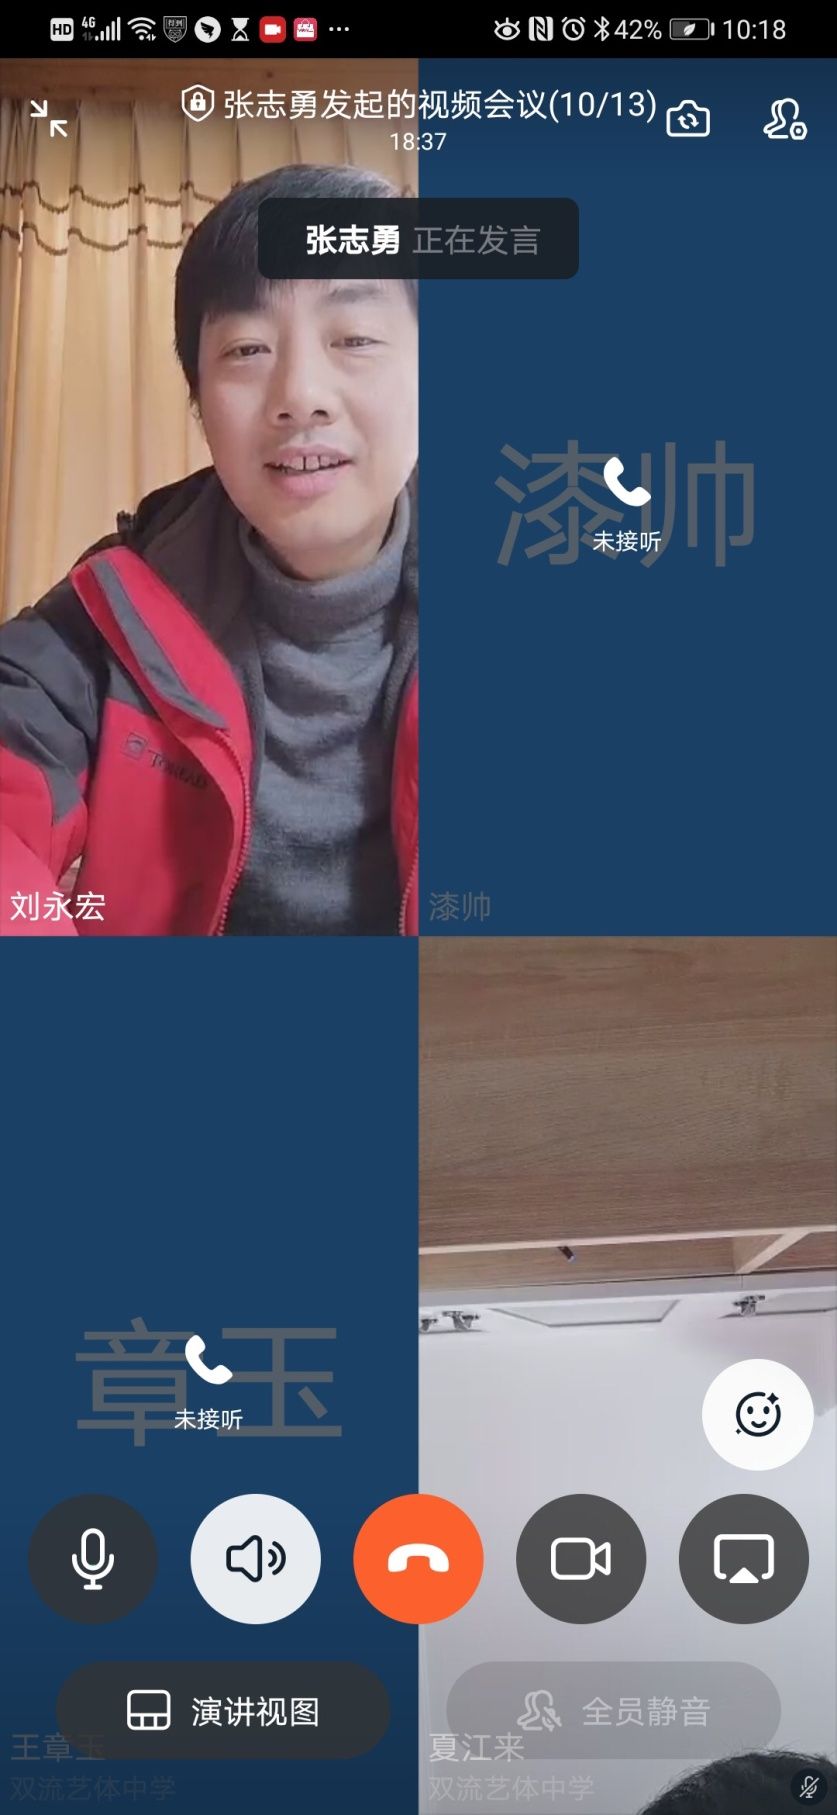 HD 4G 42% 10:18
张志勇发起的视频会议(10/13)
18:37
张志勇 正在发言
漆帅
未接听
TOREAD
刘永宏
漆帅
章玉
未接听
演讲视图
全员静音
王章玉
夏江来
双流艺体中学
双流艺体中学